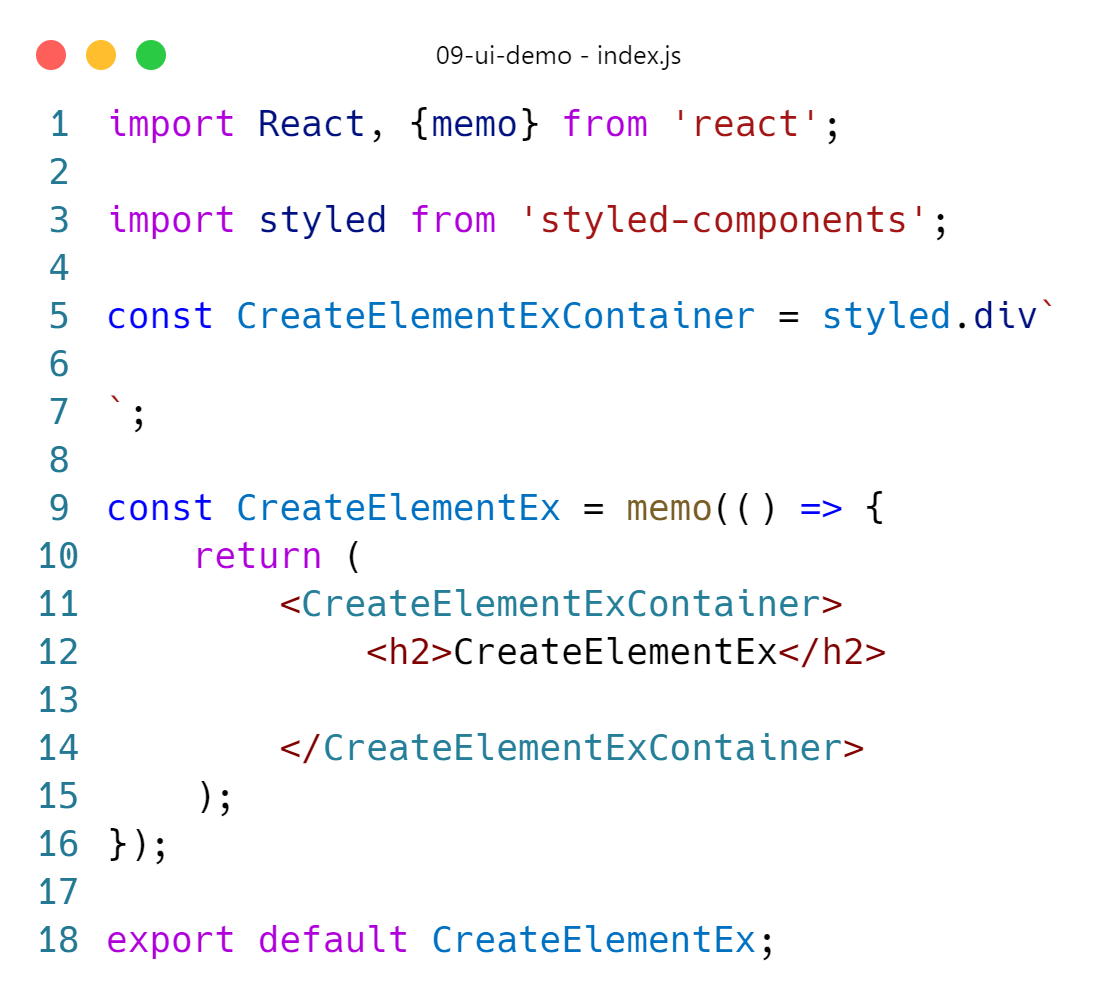 09-ui-demo - index.js
1 import React, {memo} from 'react';
2
3 import styled from 'styled-components';
4
5 const CreateElementExContainer = styled.div`
6
7 `;
8
9 const CreateElementEx = memo(() => {
10     return (
11         <CreateElementExContainer>
12             <h2>CreateElementEx</h2>
13
14         </CreateElementExContainer>
15     );
16 });
17
18 export default CreateElementEx;